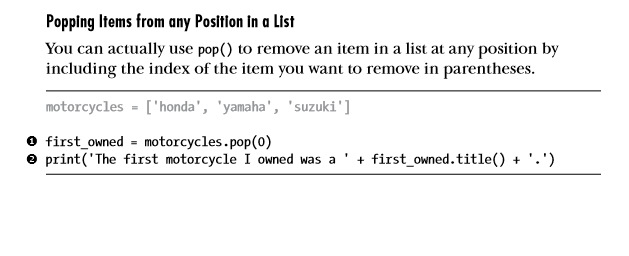 Popping Items from any Position in a List
You can actually use pop() to remove an item in a list at any position by
including the index of the item you want to remove in parentheses.
motorcycles = ['honda', 'yamaha', 'suzuki']
❶ first_owned = motorcycles.pop(0)
❷ print('The first motorcycle I owned was a ' + first_owned.title() + '.')